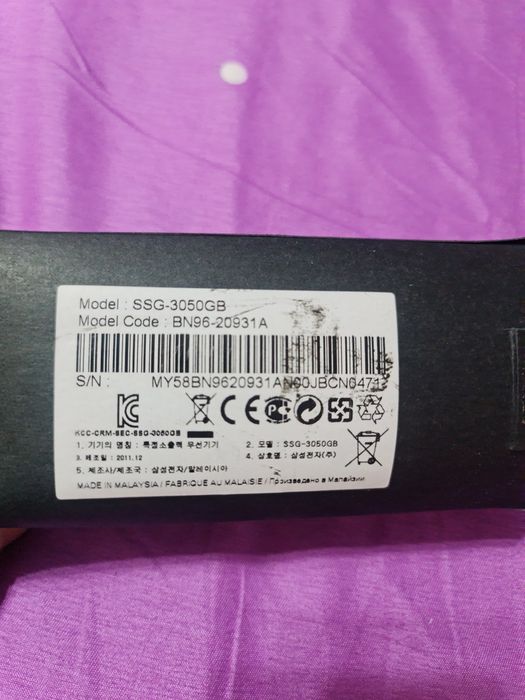 Model : SSG-3050GB
Model Code : BN96-20931A
S/N : MY58BN9620931AN00JBCN0471
KCC-CRM-SEC-SSG-3050GB
1. 기기의 명칭 : 특정소출력 무선기기
2. 모델 : SSG-3050GB
3. 제조일 : 2011.12
4. 상호명 : 삼성전자(주)
5. 제조사/제조국 : 삼성전자/말레이시아
MADE IN MALAYSIA / FABRIQUE AU MALAISIE / Произведено в Малайзии